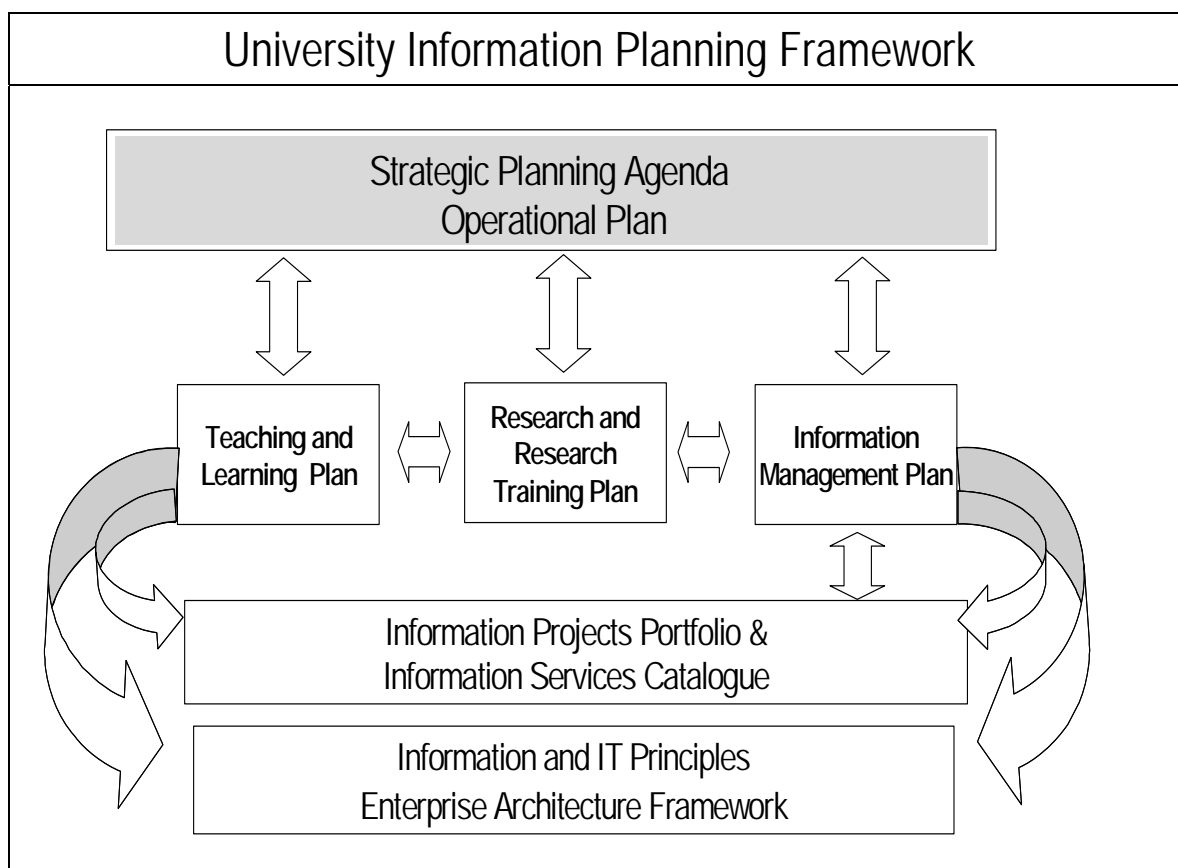 University Information Planning Framework
Strategic Planning Agenda
Operational Plan
Teaching and
Learning Plan
Research and
Research
Training Plan
Information
Management Plan
Information Projects Portfolio &
Information Services Catalogue
Information and IT Principles
Enterprise Architecture Framework